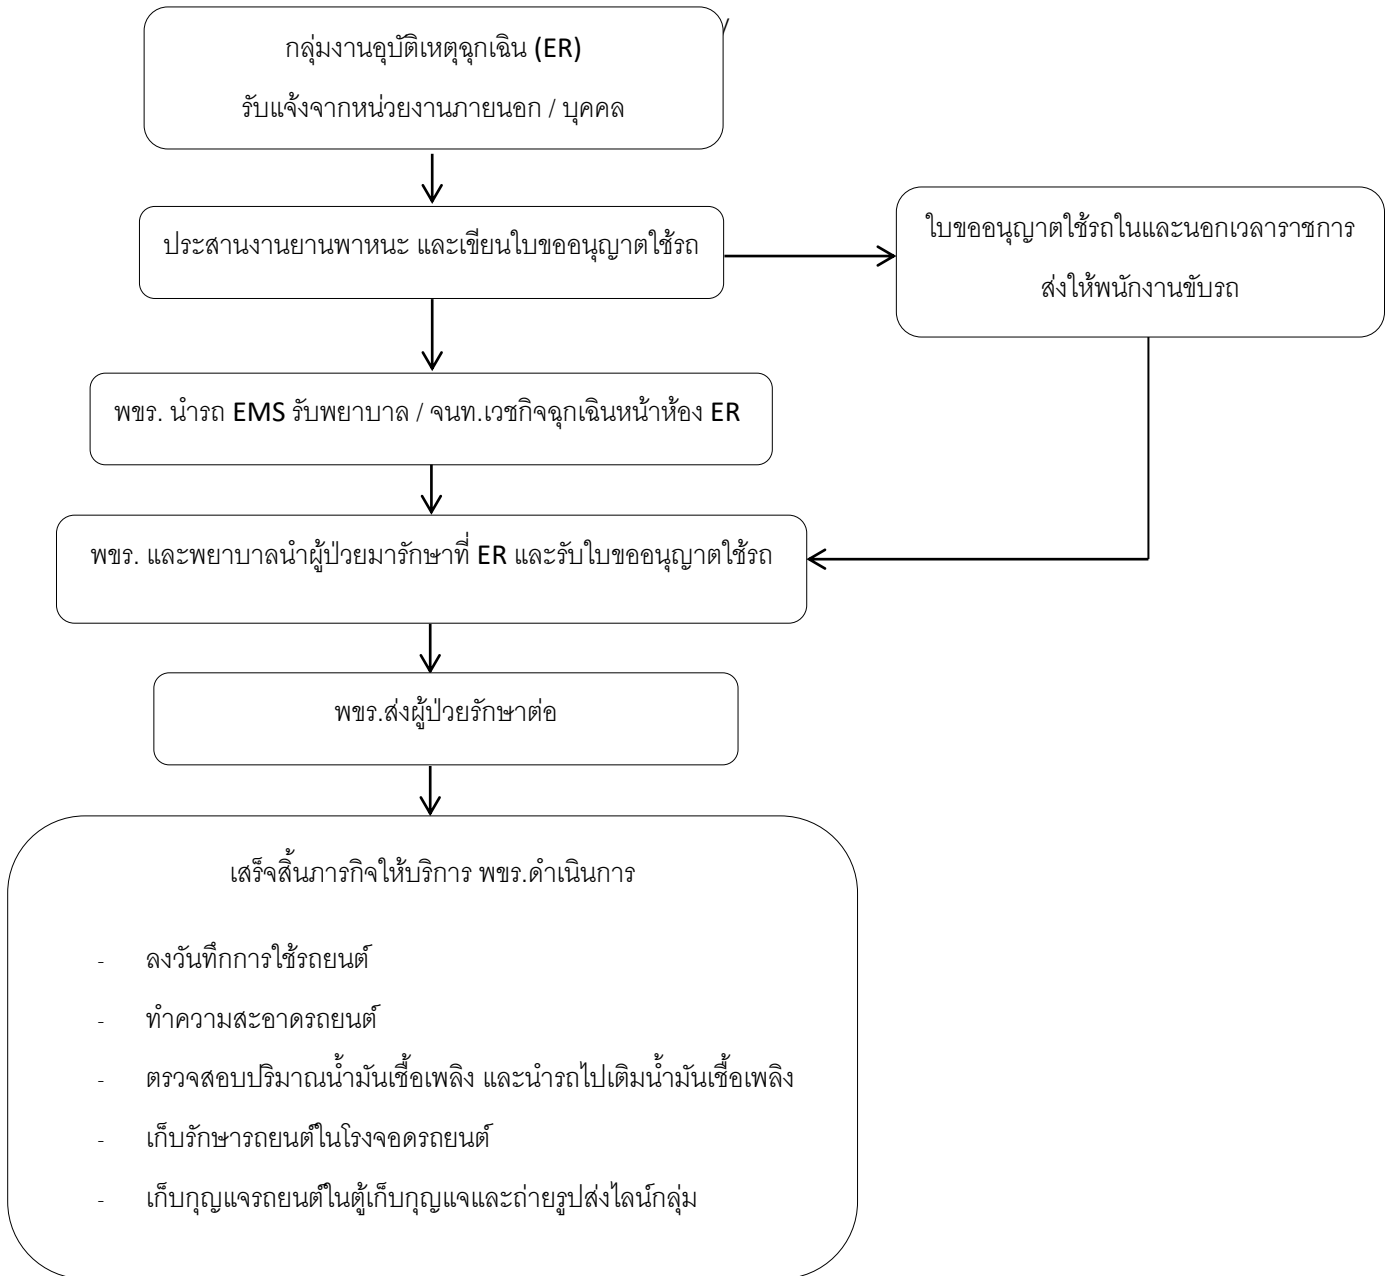 กลุ่มงานอุบัติเหตุฉุกเฉิน (ER)
รับแจ้งจากหน่วยงานภายนอก / บุคคล
/
ประสานงานยานพาหนะ และเขียนใบขออนุญาตใช้รถ
ใบขออนุญาตใช้รถในและนอกเวลาราชการ
ส่งให้พนักงานขับรถ
พขร. นำรถ EMS รับพยาบาล / จนท.เวชกิจฉุกเฉินหน้าห้อง ER
พขร. และพยาบาลนำผู้ป่วยมารักษาที่ ER และรับใบขออนุญาตใช้รถ
พขร.ส่งผู้ป่วยรักษาต่อ
เสร็จสิ้นภารกิจให้บริการ พขร.ดำเนินการ
- ลงวันทึกการใช้รถยนต์
- ทำความสะอาดรถยนต์
- ตรวจสอบปริมาณน้ำมันเชื้อเพลิง และนำรถไปเติมน้ำมันเชื้อเพลิง
- เก็บรักษารถยนต์ในโรงจอดรถยนต์
- เก็บกุญแจรถยนต์ในตู้เก็บกุญแจและถ่ายรูปส่งไลน์กลุ่ม